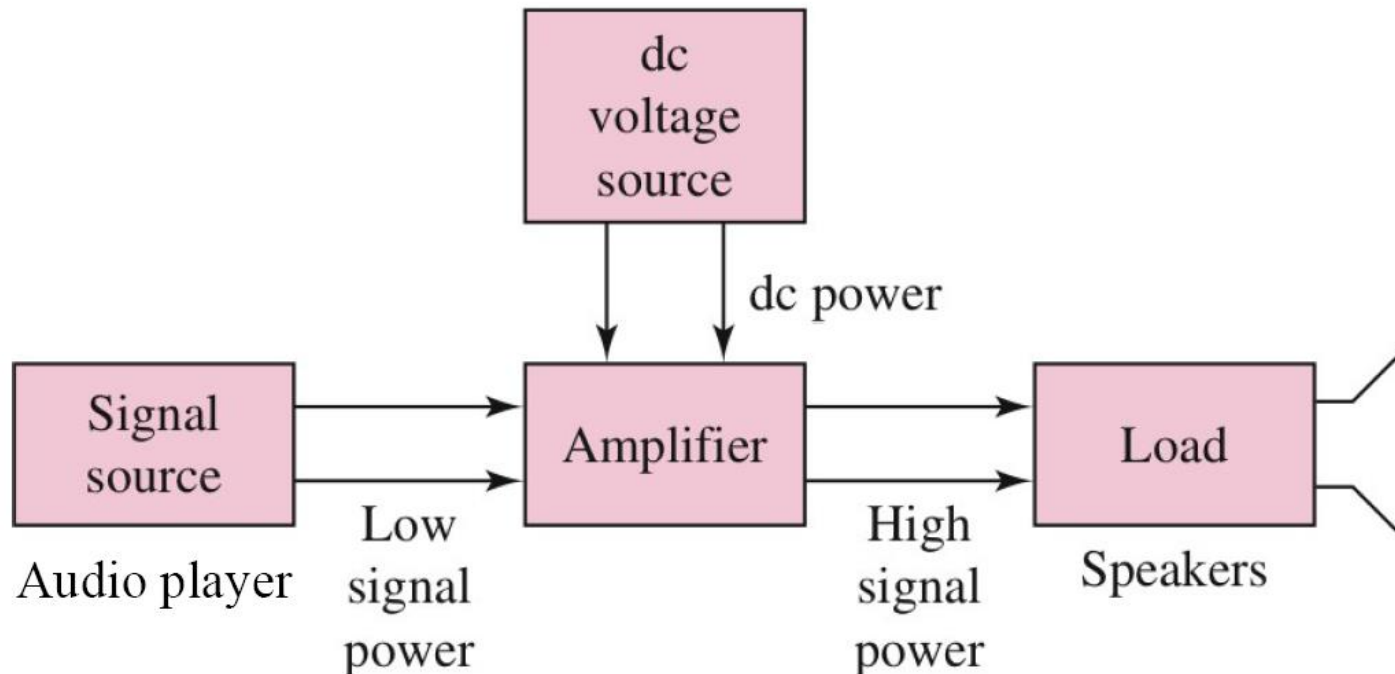 dc
voltage
source
dc power
Signal
source
Amplifier
Load
Audio player
Low
signal
power
High
signal
power
Speakers